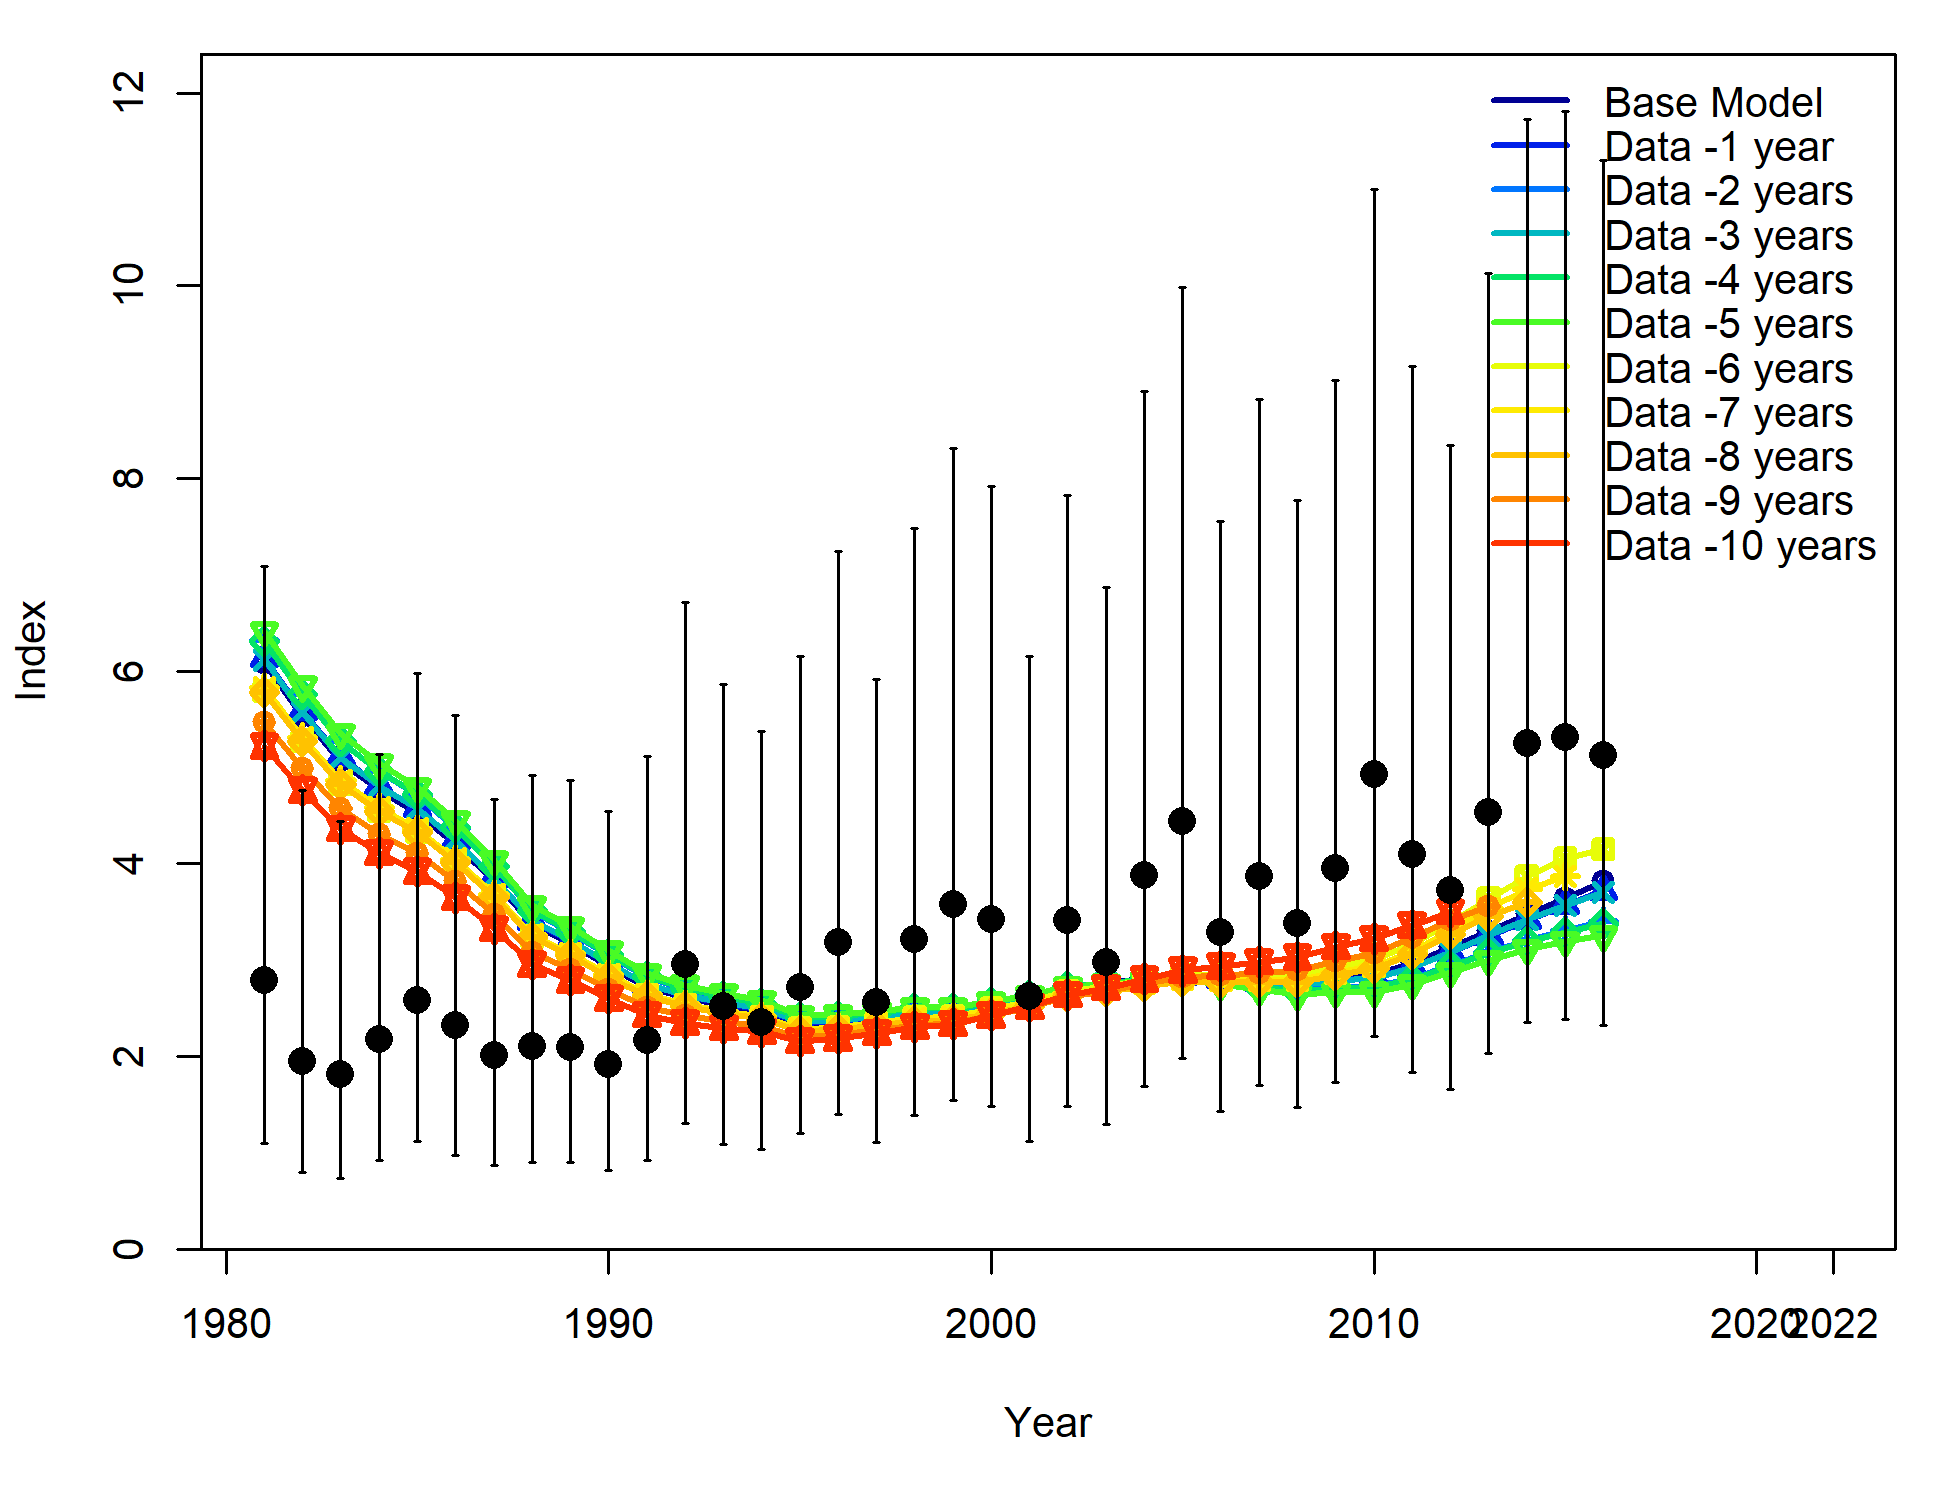 12
10
8
6
4
2
0
Index
Base Model
Data -1 year
Data -2 years
Data -3 years
Data -4 years
Data -5 years
Data -6 years
Data -7 years
Data -8 years
Data -9 years
Data -10 years
1980 1990 2000 2010 2020 2022
Year